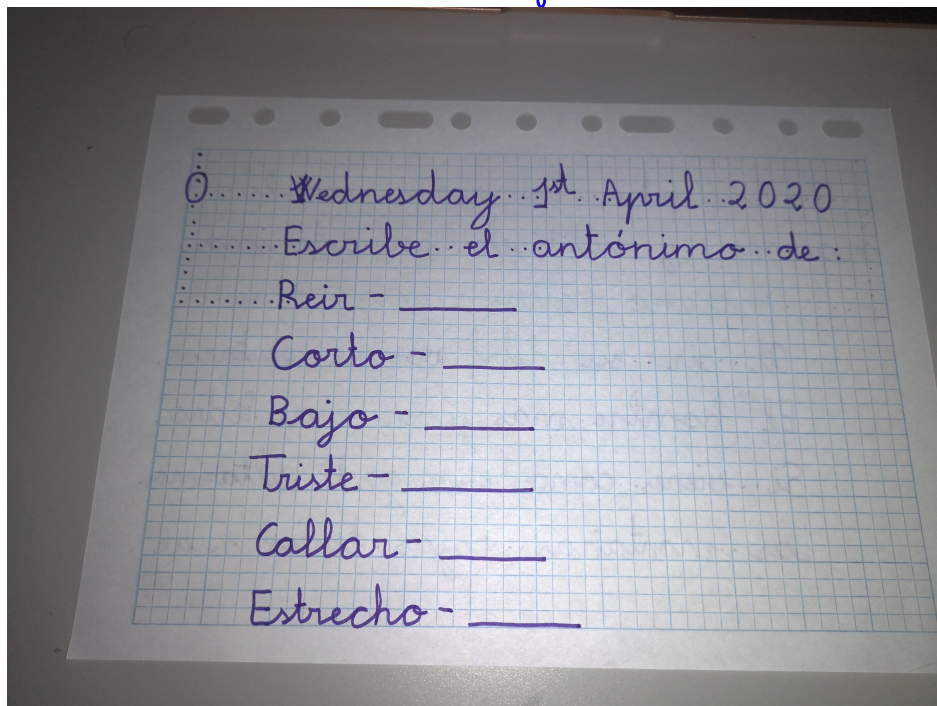 Wednesday 1st April 2020
Escribe el antónimo de:
Reir - ______
Corto - ______
Bajo - ______
Triste - ______
Callar - ______
Estrecho - ______